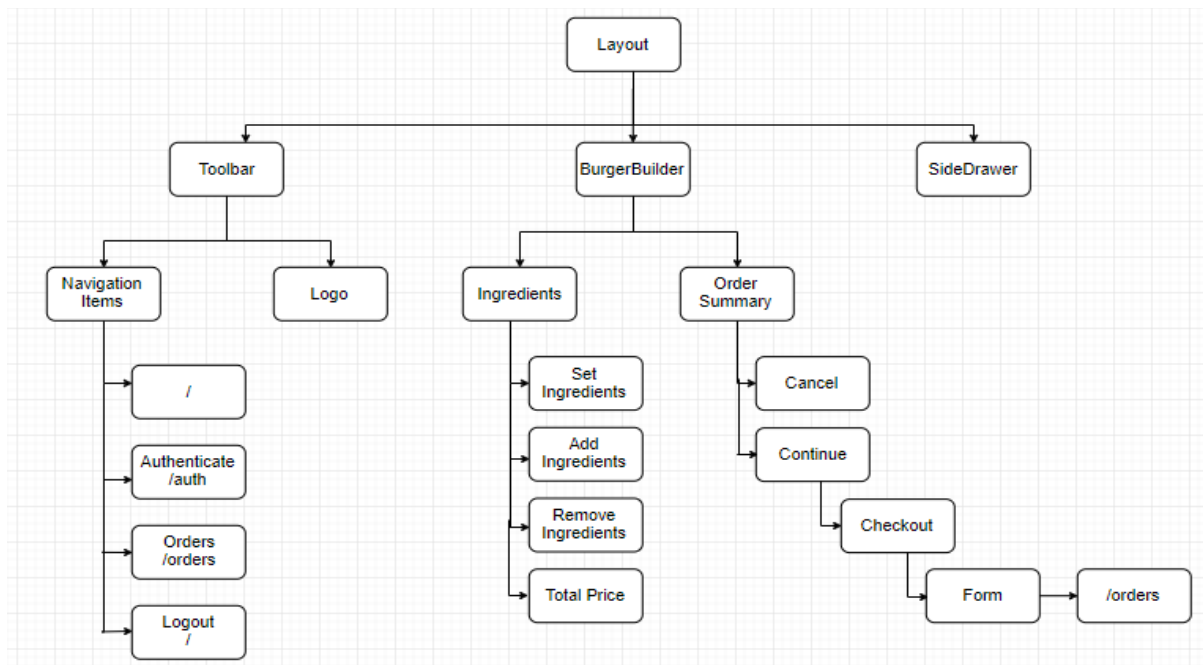 Layout
Toolbar
BurgerBuilder
SideDrawer
Navigation
Items
Logo
Ingredients
Order
Summary
/
Authenticate
/auth
Orders
/orders
Logout
/
Set
Ingredients
Add
Ingredients
Remove
Ingredients
Total Price
Cancel
Continue
Checkout
Form
/orders